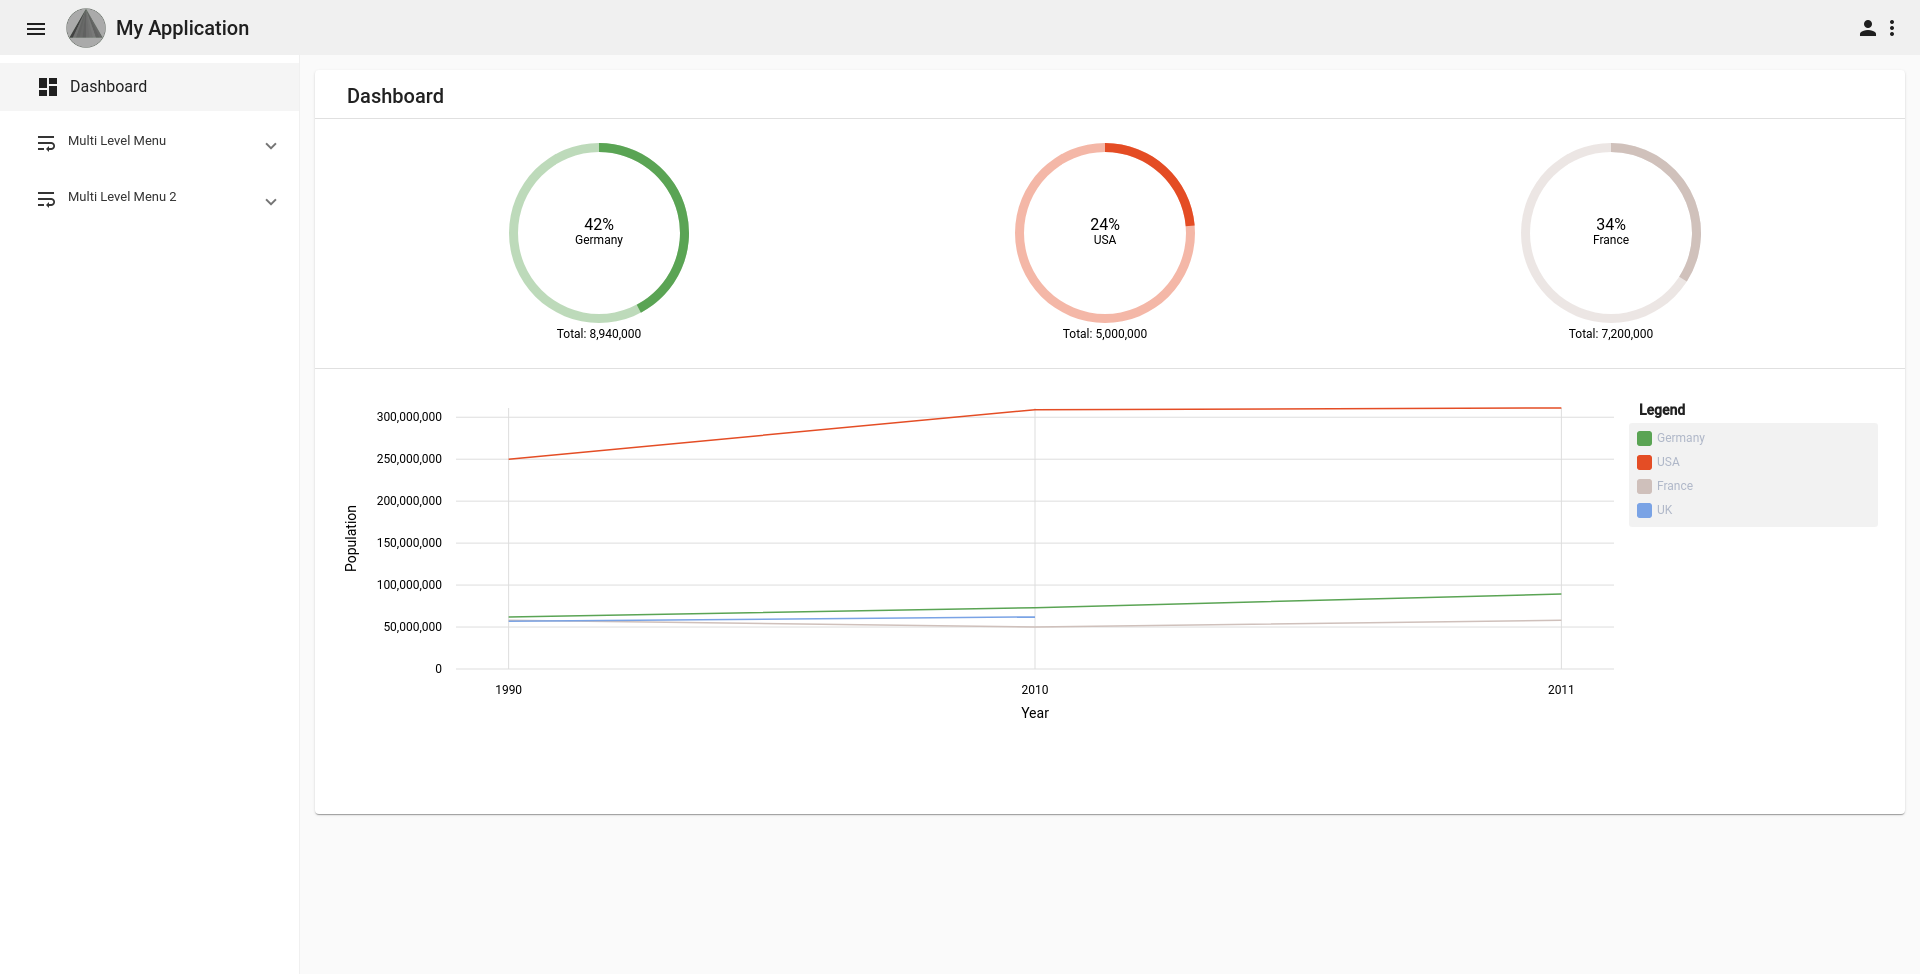 My Application
Dashboard
Multi Level Menu
Multi Level Menu 2
Dashboard
42%
Germany
Total: 8,940,000
24%
USA
Total: 5,000,000
34%
France
Total: 7,200,000
Population
300,000,000
250,000,000
200,000,000
150,000,000
100,000,000
50,000,000
0
1990
2010
2011
Year
Legend
Germany
USA
France
UK